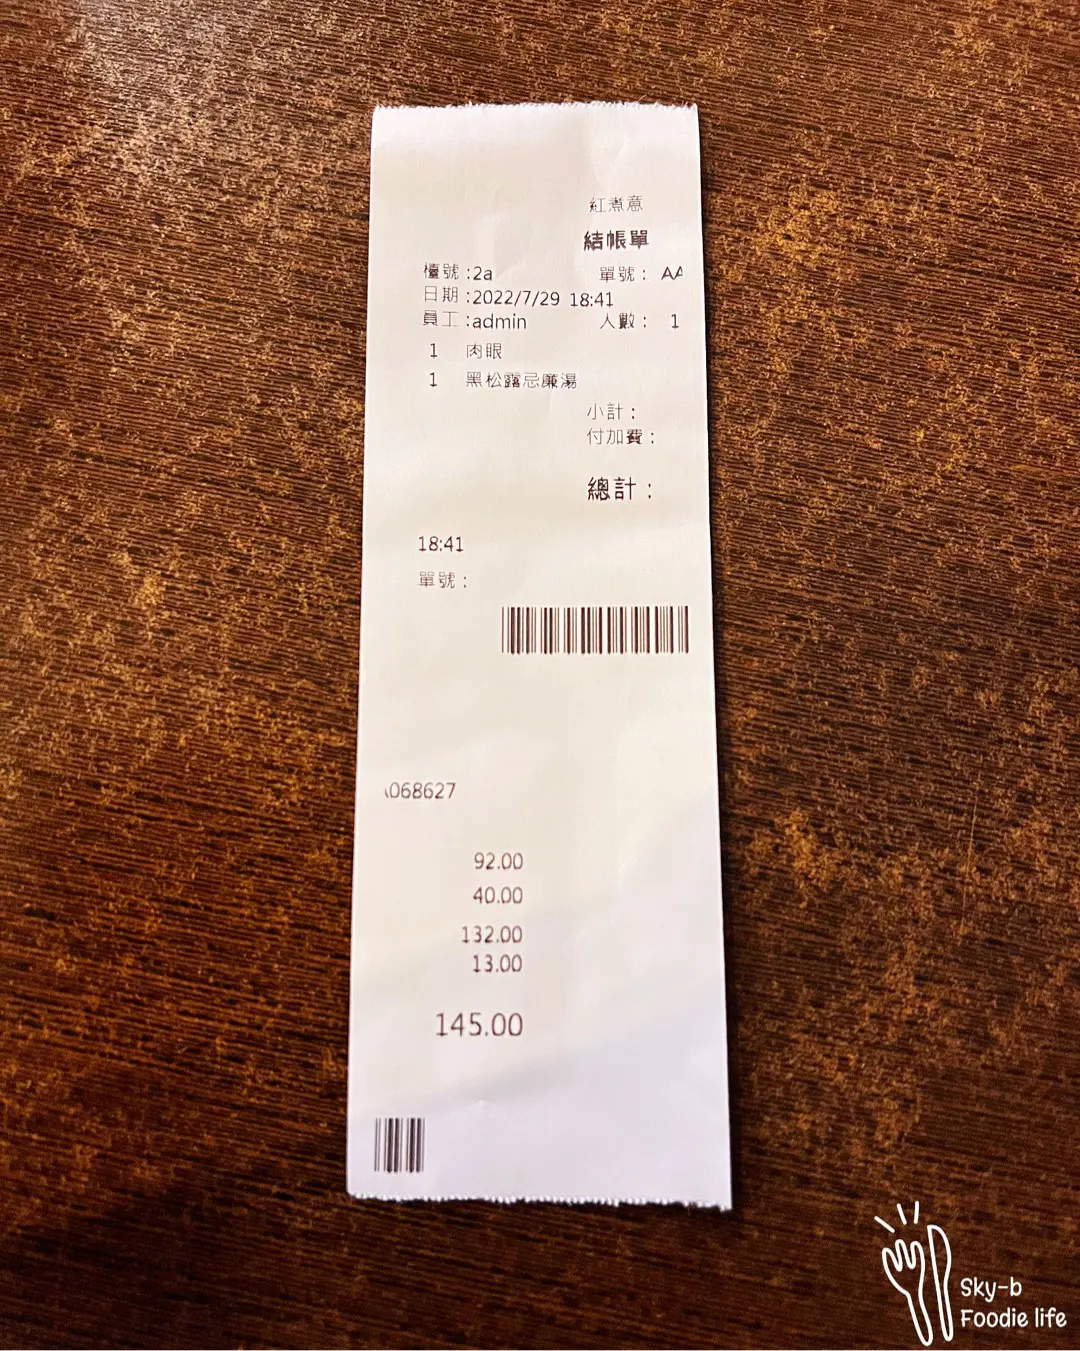 紅煮意
結帳單
檯號:2a 單號: AA
日期:2022/7/29 18:41
員工:admin 人數: 1
1 肉眼
1 黑松露忌廉湯
小計:
付加費:
總計:
18:41
單號:
068627
92.00
40.00
132.00
13.00
145.00
Sky-b
Foodie life